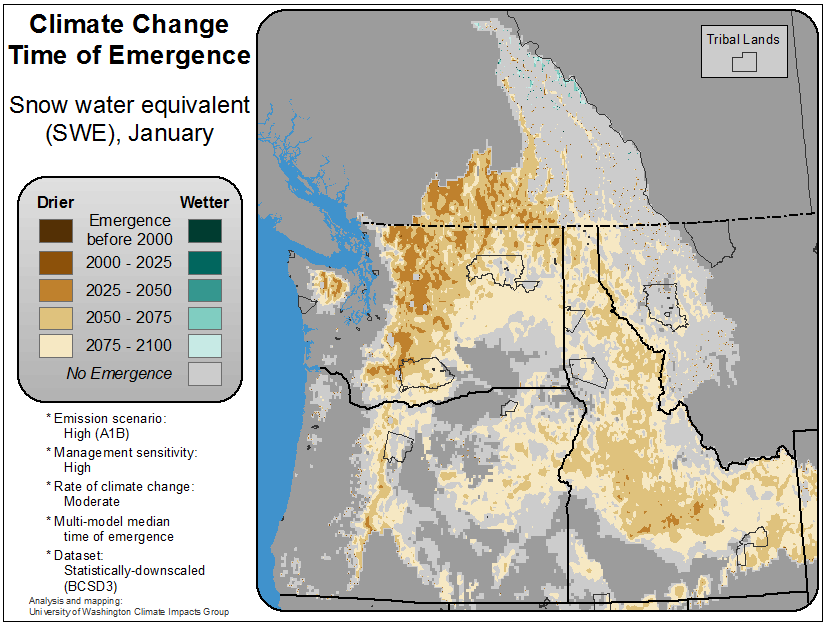 Climate Change
Time of Emergence
Snow water equivalent
(SWE), January
Drier
Wetter
Emergence
before 2000
2000 - 2025
2025 - 2050
2050 - 2075
2075 - 2100
No Emergence
* Emission scenario:
High (A1B)
* Management sensitivity:
High
* Rate of climate change:
Moderate
* Multi-model median
time of emergence
* Dataset:
Statistically-downscaled
(BCSD3)
Analysis and mapping:
University of Washington Climate Impacts Group
Tribal Lands